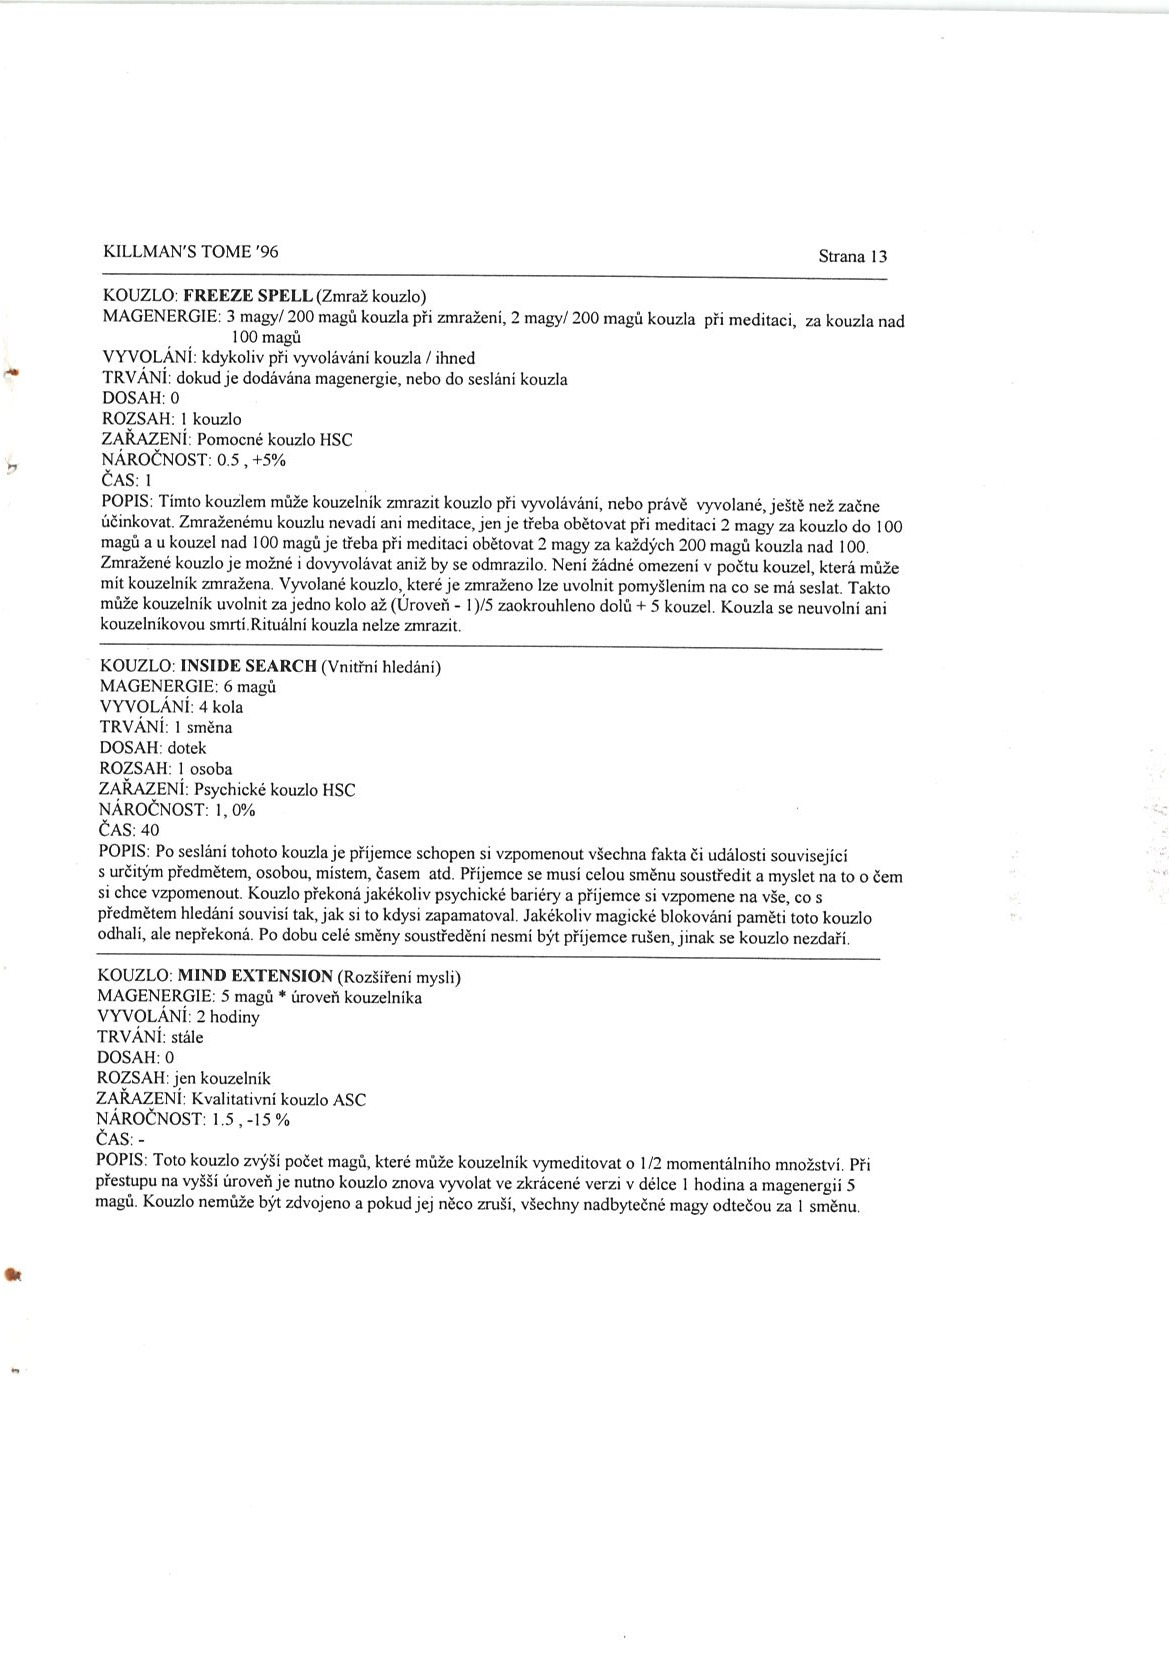 KILLMAN'S TOME '96
Strana 13
KOUZLO: FREEZE SPELL (Zmraž kouzlo)
MAGENERGIE: 3 magy/ 200 magů kouzla při zmražení, 2 magy/ 200 magů kouzla při meditaci, za kouzla nad
100 magů
VYVOLÁNÍ: kdykoliv při vyvolávání kouzla / ihned
TRVÁNÍ: dokud je dodávána magenergie, nebo do seslání kouzla
DOSAH: 0
ROZSAH: 1 kouzlo
ZAŘAZENÍ: Pomocné kouzlo HSC
NÁROČNOST: 0.5 , +5%
ČAS: 1
POPIS: Tímto kouzlem může kouzelník zmrazit kouzlo při vyvolávání, nebo právě vyvolané, ještě než začne
účinkovat. Zmraženému kouzlu nevadí ani meditace, jen je třeba obětovat při meditaci 2 magy za kouzlo do 100
magů a u kouzel nad 100 magů je třeba při meditaci obětovat 2 magy za každých 200 magů kouzla nad 100.
Zmražené kouzlo je možné i dovyvolávat aniž by se odmrazilo. Není žádné omezení v počtu kouzel, která může
mít kouzelník zmražena. Vyvolané kouzlo, které je zmraženo lze uvolnit pomyšlením na co se má seslat. Takto
může kouzelník uvolnit za jedno kolo až (Úroveň - 1)/5 zaokrouhleno dolů + 5 kouzel. Kouzla se neuvolní ani
kouzelníkovou smrtí.Rituální kouzla nelze zmrazit.
KOUZLO: INSIDE SEARCH (Vnitřní hledání)
MAGENERGIE: 6 magů
VYVOLÁNÍ: 4 kola
TRVÁNÍ: 1 směna
DOSAH: dotek
ROZSAH: 1 osoba
ZAŘAZENÍ: Psychické kouzlo HSC
NÁROČNOST: 1, 0%
ČAS: 40
POPIS: Po seslání tohoto kouzla je příjemce schopen si vzpomenout všechna fakta či události související
s určitým předmětem, osobou, místem, časem atd. Příjemce se musí celou směnu soustředit a myslet na to o čem
si chce vzpomenout. Kouzlo překoná jakékoliv psychické bariéry a příjemce si vzpomene na vše, co s
předmětem hledání souvisí tak, jak si to kdysi zapamatoval. Jakékoliv magické blokování paměti toto kouzlo
odhalí, ale nepřekoná. Po dobu celé směny soustředění nesmí být příjemce rušen, jinak se kouzlo nezdaří.
KOUZLO: MIND EXTENSION (Rozšíření mysli)
MAGENERGIE: 5 magů * úroveň kouzelníka
VYVOLÁNÍ: 2 hodiny
TRVÁNÍ: stále
DOSAH: 0
ROZSAH: jen kouzelník
ZAŘAZENÍ: Kvalitativní kouzlo ASC
NÁROČNOST: 1.5 , -15 %
ČAS: -
POPIS: Toto kouzlo zvýší počet magů, které může kouzelník vymeditovat o 1/2 momentálního množství. Při
přestupu na vyšší úroveň je nutno kouzlo znova vyvolat ve zkrácené verzi v délce 1 hodina a magenergií 5
magů. Kouzlo nemůže být zdvojeno a pokud jej něco zruší, všechny nadbytečné magy odtečou za 1 směnu.